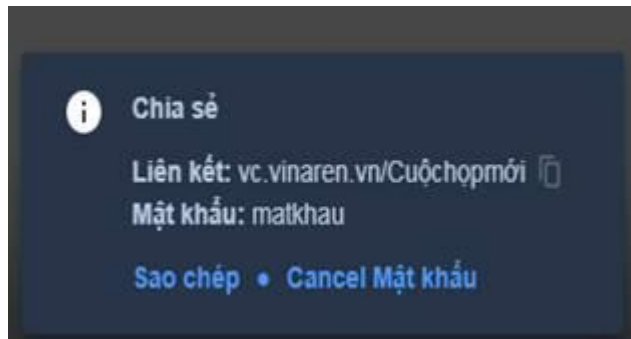 Chia sẻ
Liên kết: vc.vinaren.vn/Cuộchọpmới
Mật khẩu: matkhau
Sao chép • Cancel Mật khẩu